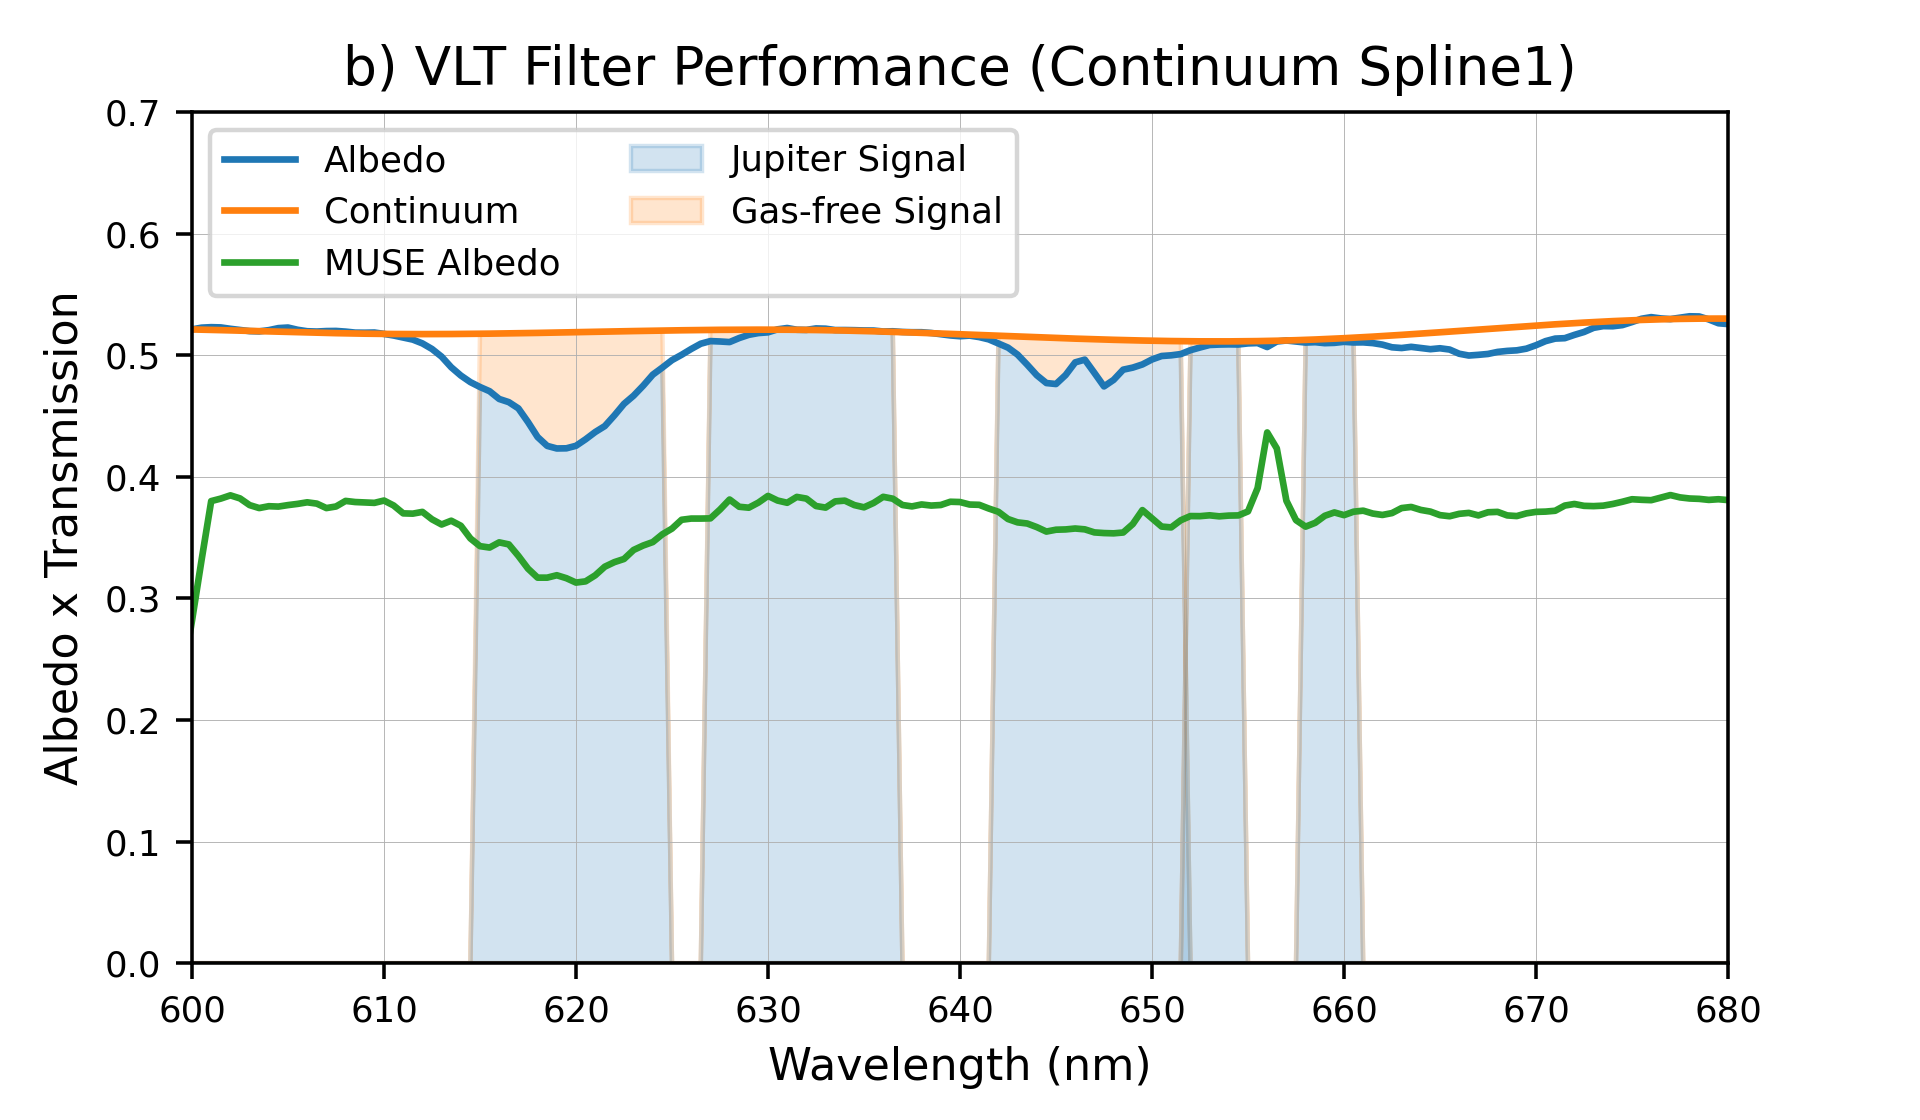 b) VLT Filter Performance (Continuum Spline1)
Albedo
Continuum
MUSE Albedo
Jupiter Signal
Gas-free Signal
Albedo x Transmission
0.7
0.6
0.5
0.4
0.3
0.2
0.1
0.0
600 610 620 630 640 650 660 670 680
Wavelength (nm)